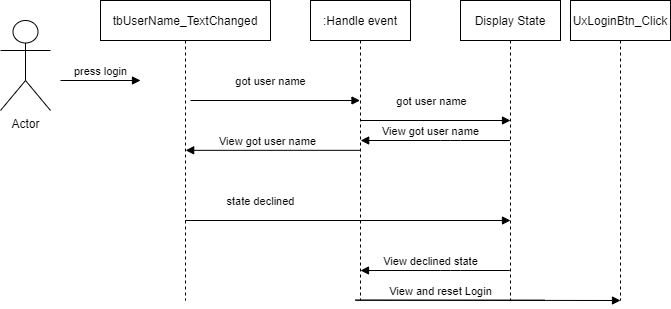 tbUserName_TextChanged
:Handle event
Display State
UxLoginBtn_Click
press login
got user name
got user name
Actor
View got user name
View got user name
state declined
View declined state
View and reset Login